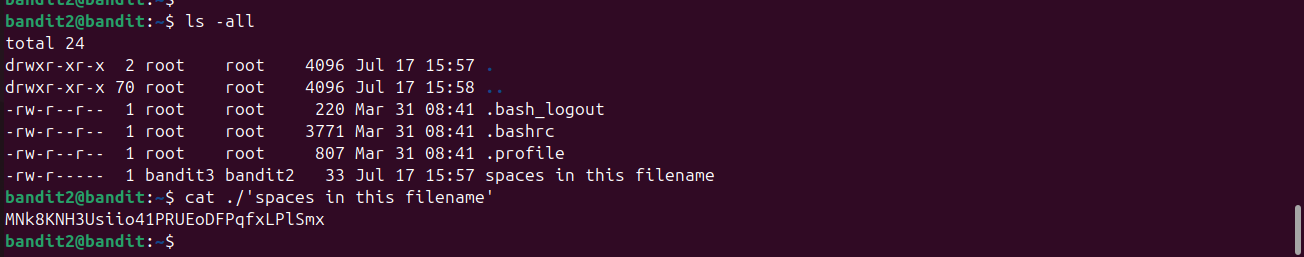 bandit2@bandit:~$
bandit2@bandit:~$ ls -all
total 24
drwxr-xr-x  2 root    root    4096 Jul 17 15:57 .
drwxr-xr-x 70 root    root    4096 Jul 17 15:58 ..
-rw-r--r--  1 root    root     220 Mar 31 08:41 .bash_logout
-rw-r--r--  1 root    root    3771 Mar 31 08:41 .bashrc
-rw-r--r--  1 root    root     807 Mar 31 08:41 .profile
-rw-r-----  1 bandit3 bandit2   33 Jul 17 15:57 spaces in this filename
bandit2@bandit:~$ cat ./'spaces in this filename'
MNk8KNH3Usiio41PRUEoDFPqfxLPlSmx
bandit2@bandit:~$